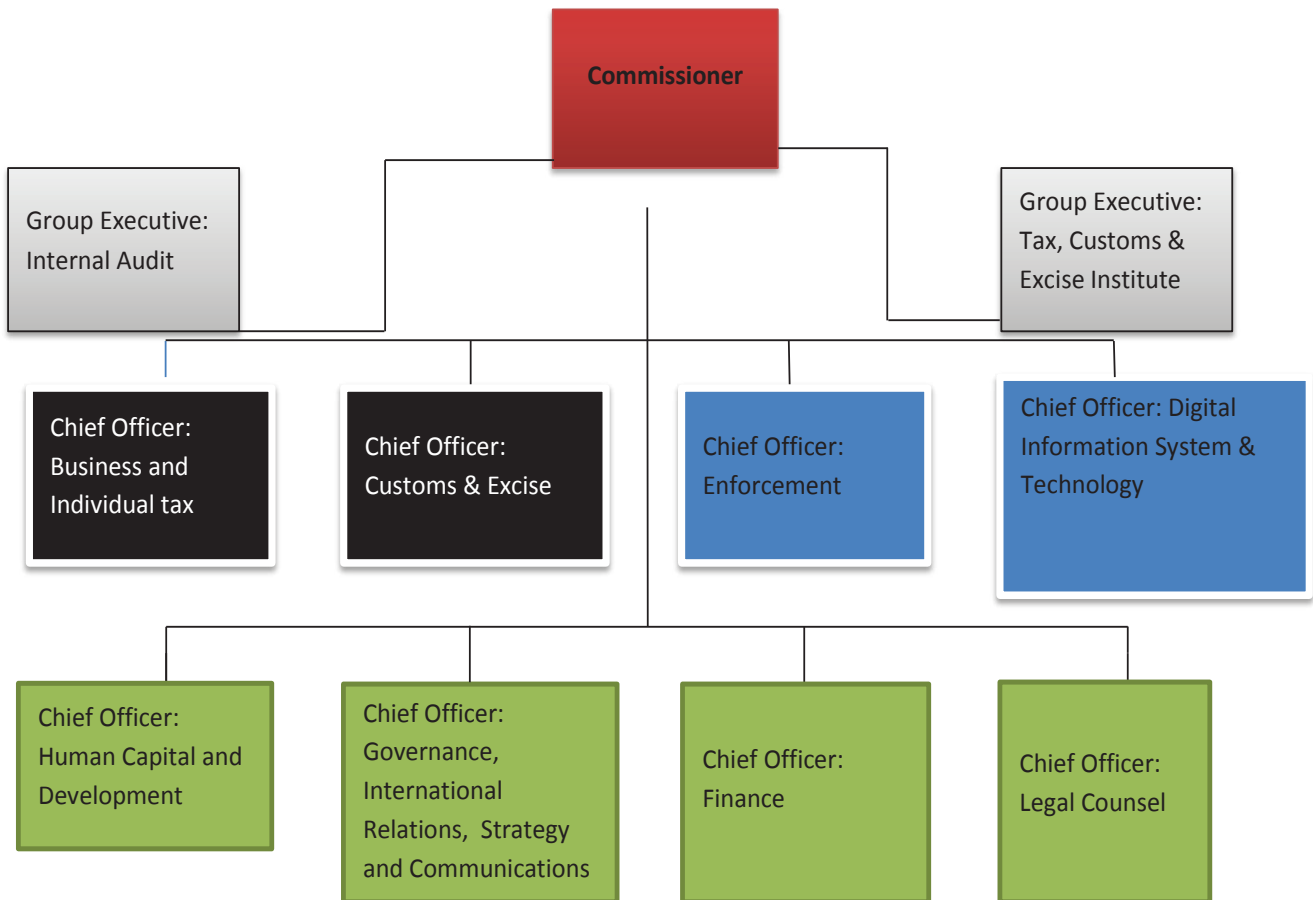 Commissioner
Group Executive:
Internal Audit
Group Executive:
Tax, Customs &
Excise Institute
Chief Officer:
Business and
Individual tax
Chief Officer:
Customs & Excise
Chief Officer:
Enforcement
Chief Officer: Digital
Information System &
Technology
Chief Officer:
Human Capital and
Development
Chief Officer:
Governance,
International
Relations, Strategy
and Communications
Chief Officer:
Finance
Chief Officer:
Legal Counsel